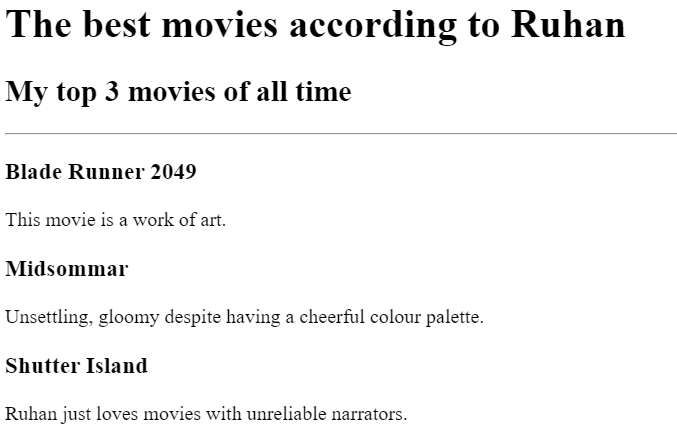 The best movies according to Ruhan
My top 3 movies of all time
Blade Runner 2049
This movie is a work of art.
Midsommar
Unsettling, gloomy despite having a cheerful colour palette.
Shutter Island
Ruhan just loves movies with unreliable narrators.